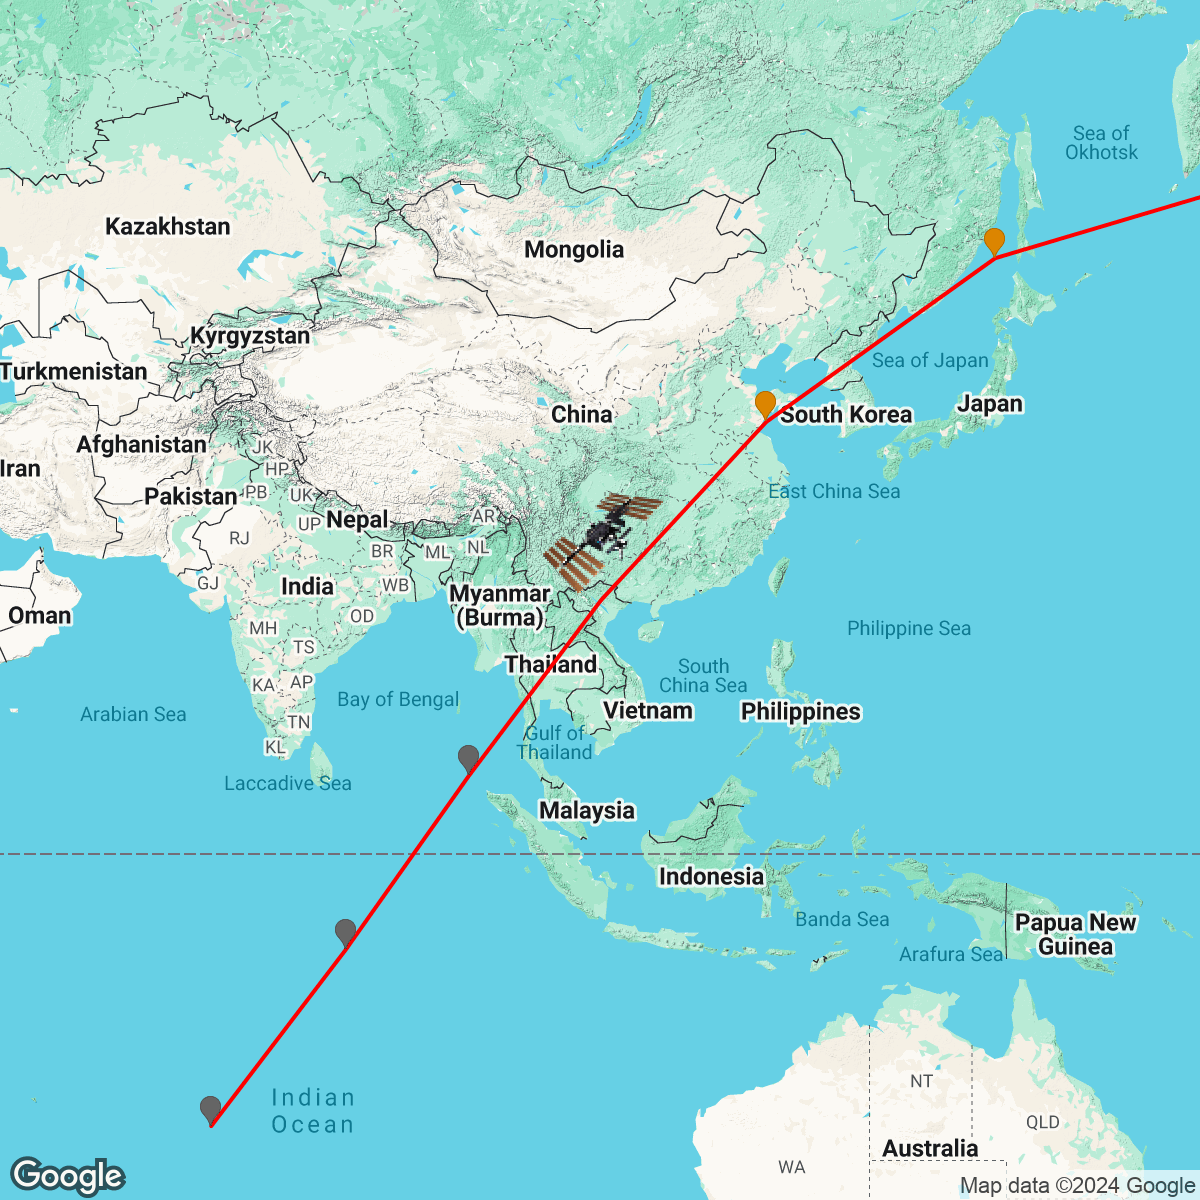 Sea of
Okhotsk
Kazakhstan
Mongolia
Kyrgyzstan
Turkmenistan
Sea of Japan
Japan
China
South Korea
Afghanistan
JK
HP
Iran
Pakistan
PB
UK
East China Sea
Nepal
UP
AR
RJ
BR
ML
NL
GJ
India
WB
Myanmar
(Burma)
Oman
OD
MH
Philippine Sea
TS
Thailand
South
China Sea
KA
AP
Bay of Bengal
Vietnam
Philippines
Arabian Sea
TN
Gulf of
Thailand
KL
Laccadive Sea
Malaysia
Indonesia
Banda Sea
Papua New
Guinea
Arafura Sea
NT
Indian
Ocean
QLD
Australia
WA
Google
Map data ©2024 Google